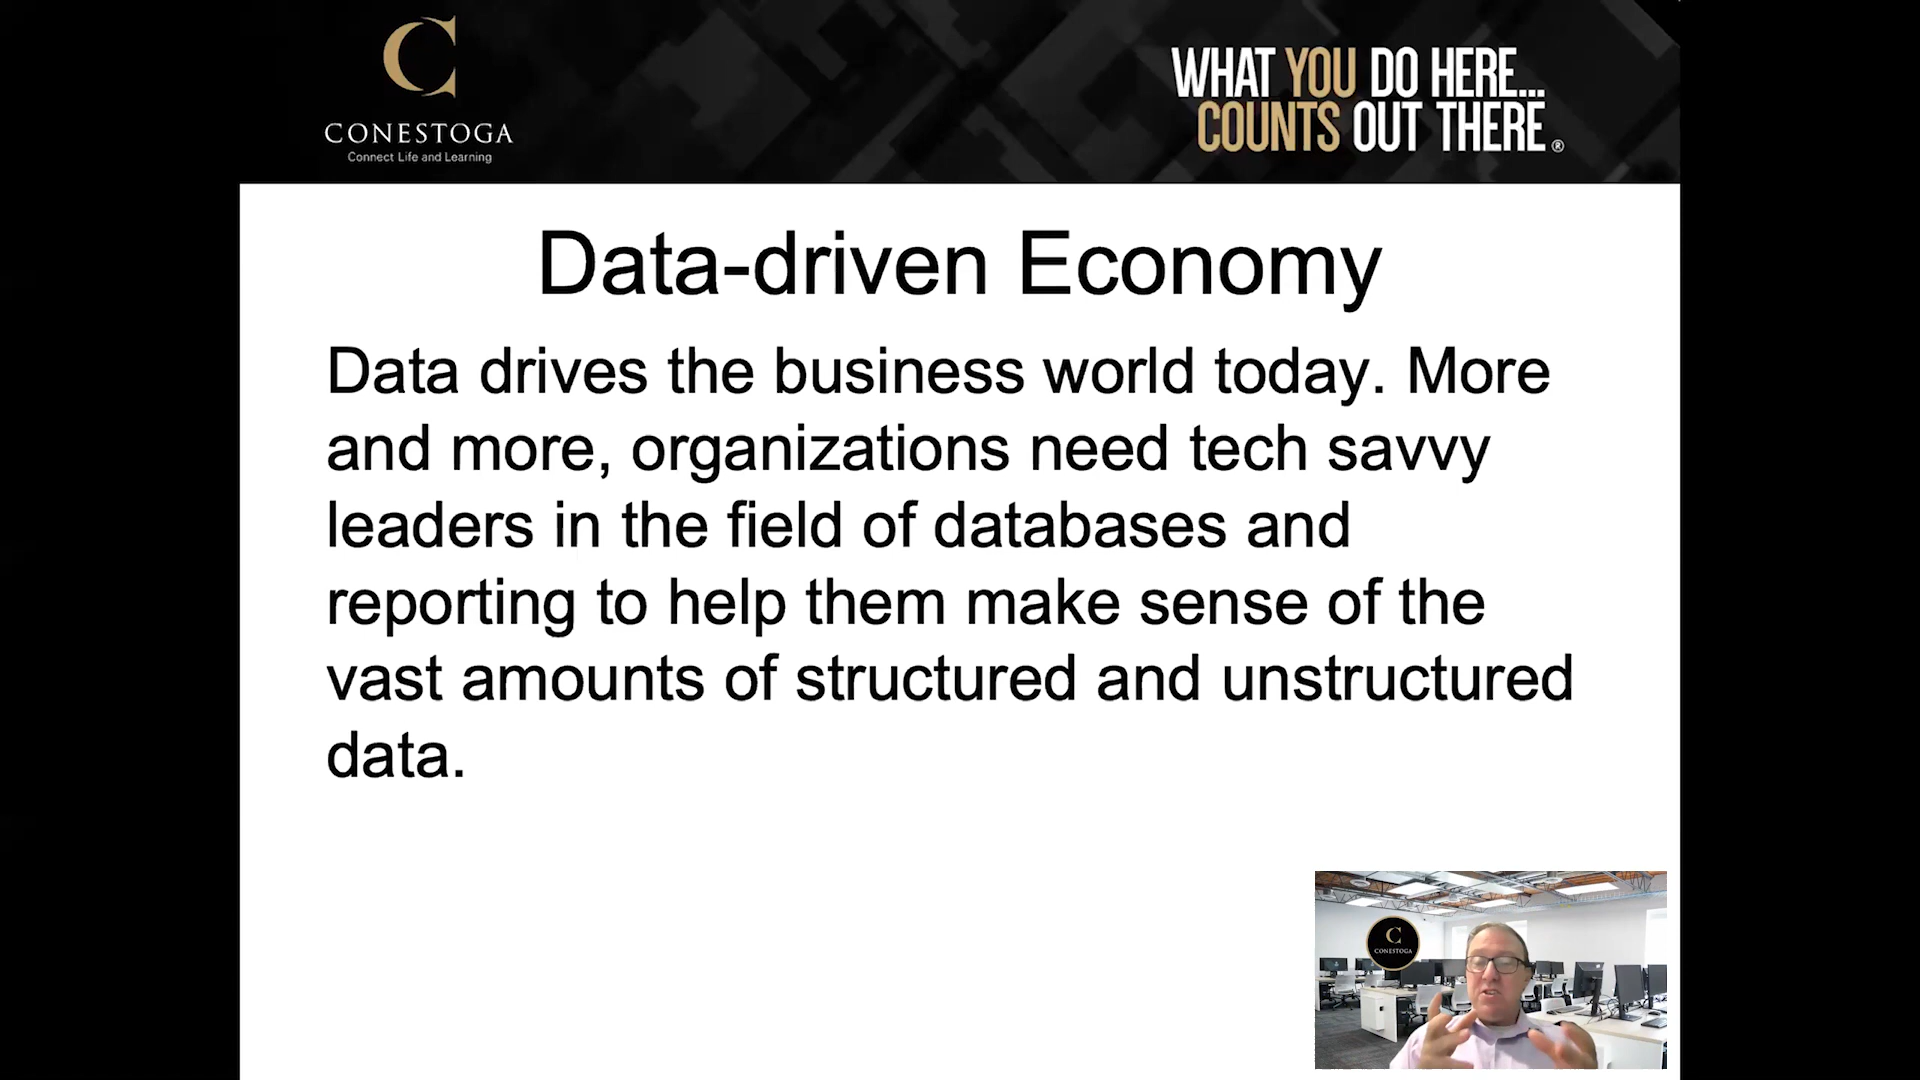 CONESTOGA
Connect Life and Learning
WHAT YOU DO HERE...
COUNTS OUT THERE®
Data-driven Economy
Data drives the business world today. More
and more, organizations need tech savvy
leaders in the field of databases and
reporting to help them make sense of the
vast amounts of structured and unstructured
data.
C
CONESTOGA